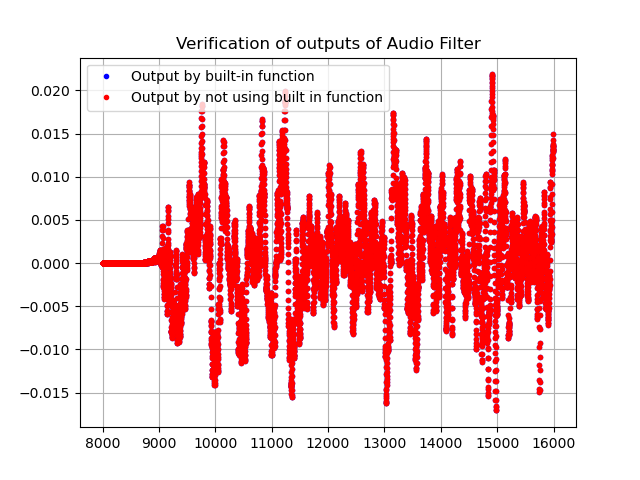 Verification of outputs of Audio Filter
Output by built-in function
Output by not using built in function
0.020
0.015
0.010
0.005
0.000
−0.005
−0.010
−0.015
8000 9000 10000 11000 12000 13000 14000 15000 16000